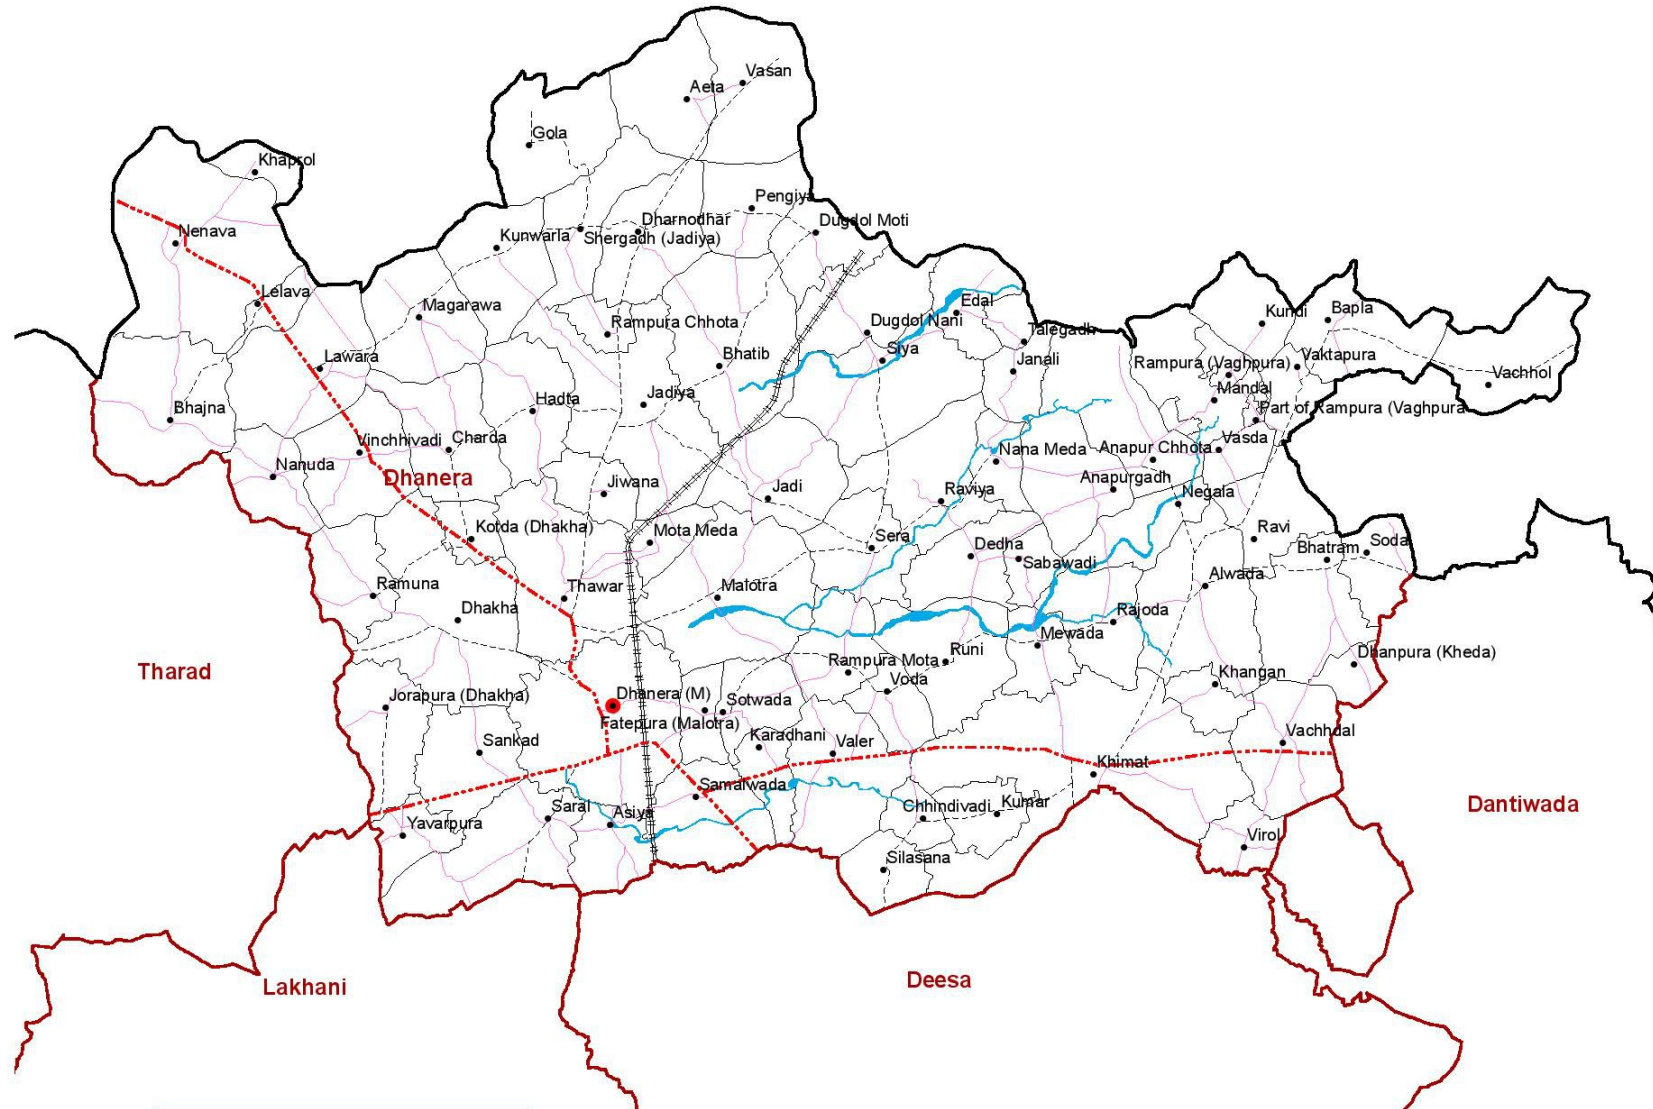 Vasan
Aeta
Gola
Khaprol
Pengiya
Dharnodhar
Dugdol Moti
Nenava
Kunwarla
Shergadh (Jadiya)
Lelava
Edal
Magarawa
Kundi
Bapla
Rampura Chhota
Dugdol Nani
Talegadh
Siya
Lawara
Bhatib
Janali
Rampura (Vaghpura)
Vaktapura
Vachhol
Mandal
Jadiya
Hadta
Bhajna
Part of Rampura (Vaghpura
Vinchhivadi
Charda
Nana Meda
Anapur Chhota
Vasda
Nanuda
Dhanera
Jiwana
Jadi
Raviya
Anapurgadh
Negala
Kotda (Dhakha)
Mota Meda
Sera
Dedha
Ravi
Bhatram
Soda
Sabawadi
Ramuna
Thawar
Malotra
Alwada
Dhakha
Rajoda
Mewada
Tharad
Rampura Mota
Runi
Dhanpura (Kheda)
Voda
Khangan
Jorapura (Dhakha)
Dhanera (M)
Sotwada
Fatepura (Malotra)
Sankad
Karadhani
Valer
Vachhdal
Khimat
Samalwada
Saral
Asiya
Chhindivadi
Kumar
Dantiwada
Yavarpura
Virol
Silasana
Lakhani
Deesa